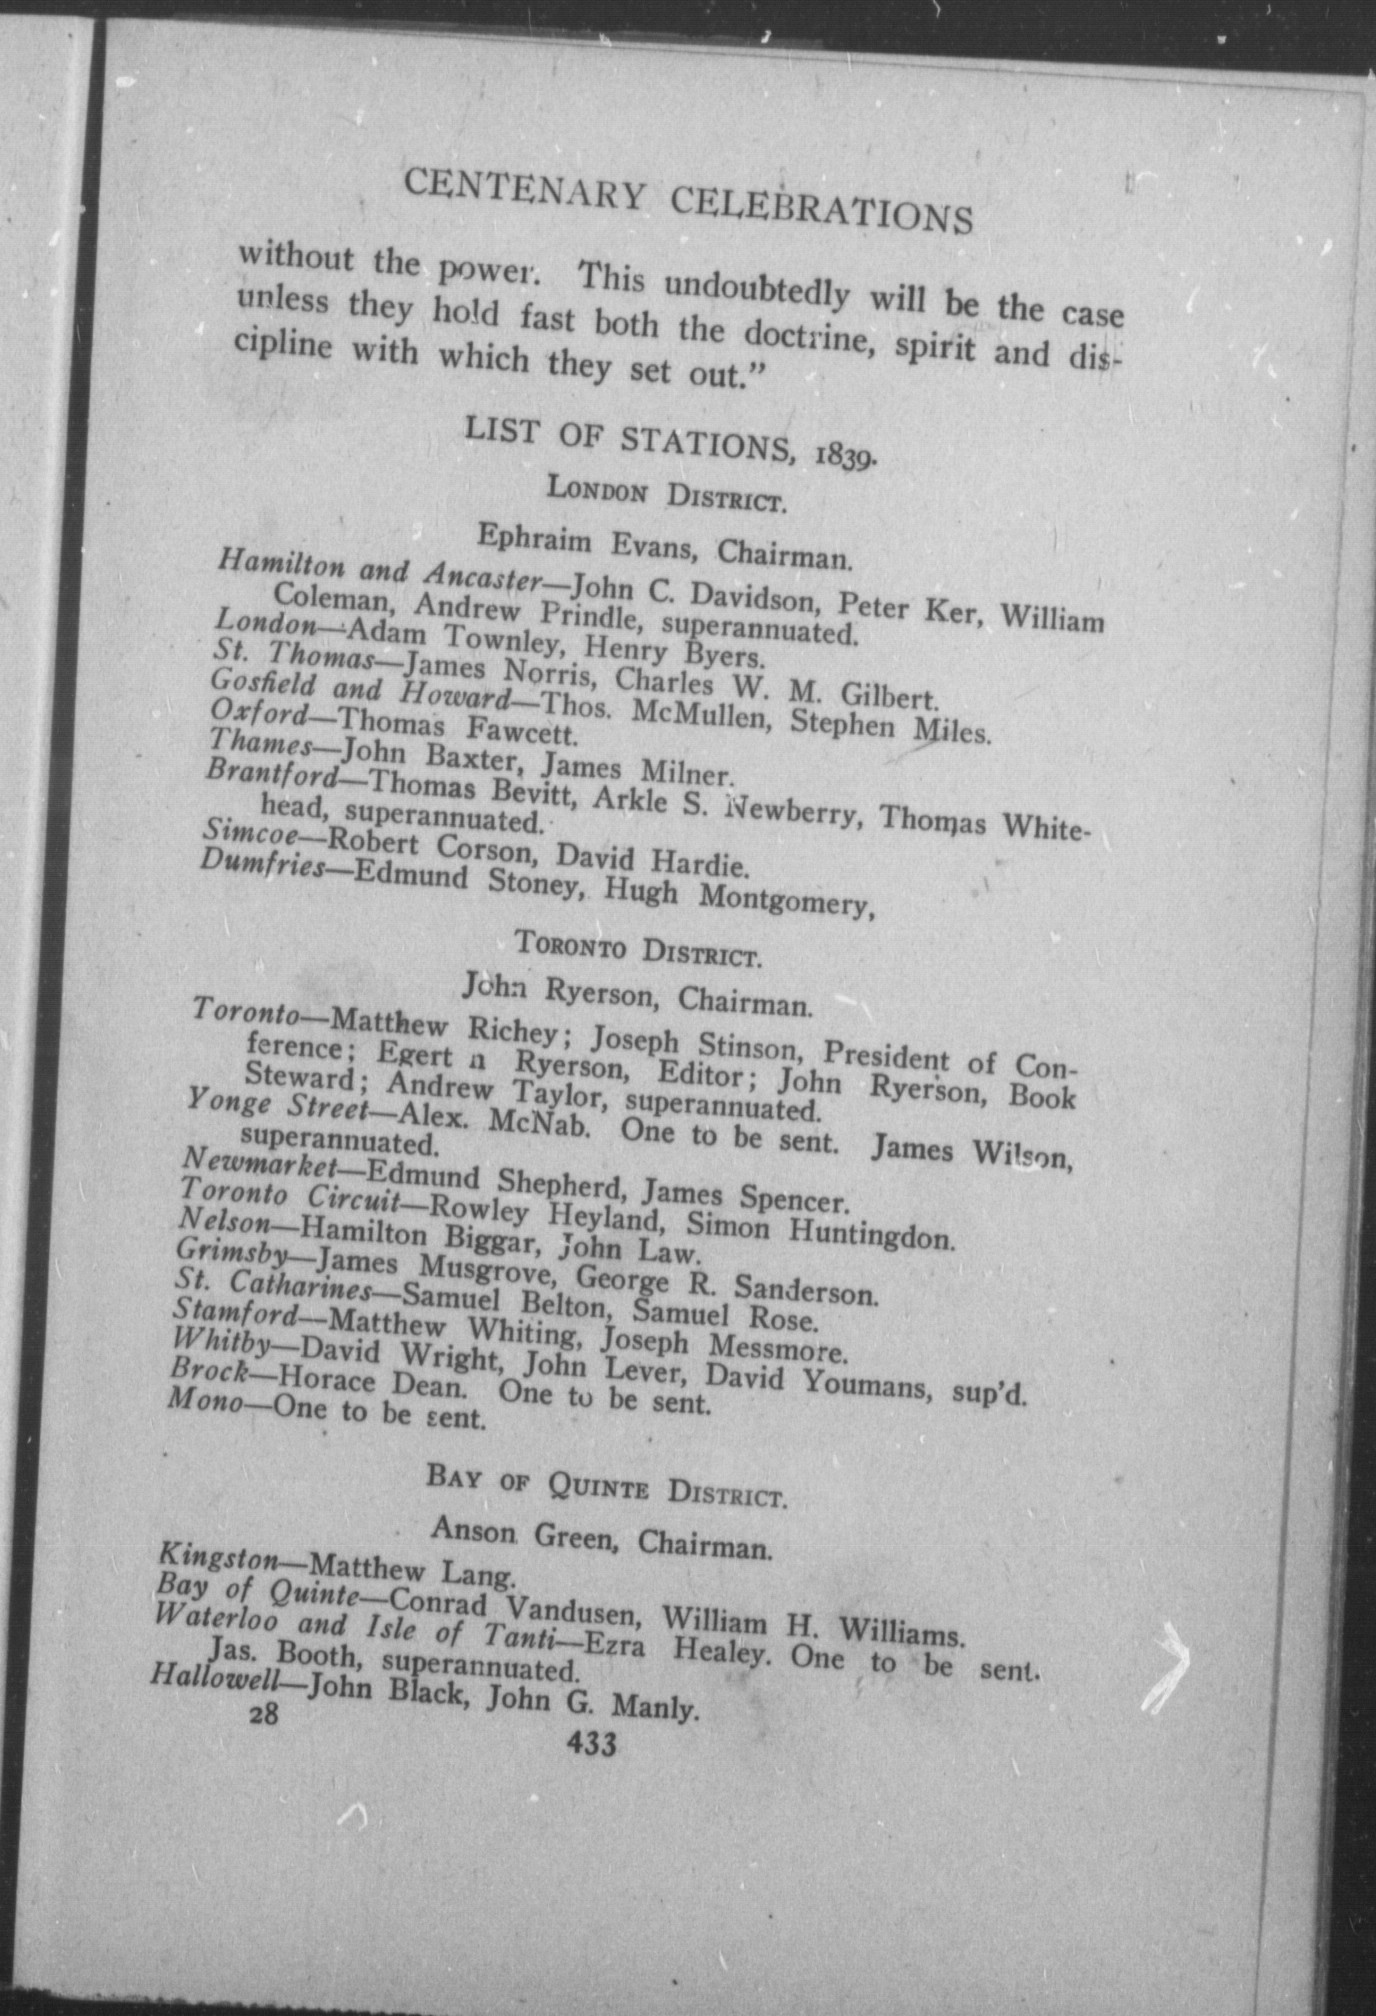 CENTENARY CELEBRATIONS
without the power. This undoubtedly will be the case
unless they hold fast both the doctrine, spirit and dis-
cipline with which they set out.”
LIST OF STATIONS, 1839.
LONDON DISTRICT.
Ephraim Evans, Chairman.
Hamilton and Ancaster—John C. Davidson, Peter Ker, William
Coleman, Andrew Prindle, superannuated.
London—Adam Townley, Henry Byers.
St. Thomas—James Norris, Charles W. M. Gilbert.
Gosfield and Howard—Thos. McMullen, Stephen Miles.
Oxford—Thomas Fawcett.
Thames—John Baxter, James Milner.
Brantford—Thomas Bevitt, Arkle S. Newberry, Thomas White-
head, superannuated.
Simcoe—Robert Corson, David Hardie.
Dumfries—Edmund Stoney, Hugh Montgomery,
TORONTO DISTRICT.
John Ryerson, Chairman.
Toronto—Matthew Richey; Joseph Stinson, President of Con-
ference; Egert n Ryerson, Editor; John Ryerson, Book
Steward; Andrew Taylor, superannuated.
Yonge Street—Alex. McNab. One to be sent. James Wilson,
superannuated.
Newmarket—Edmund Shepherd, James Spencer.
Toronto Circuit—Rowley Heyland, Simon Huntingdon.
Nelson—Hamilton Biggar, John Law.
Grimsby—James Musgrove, George R. Sanderson.
St. Catharines—Samuel Belton, Samuel Rose.
Stamford—Matthew Whiting, Joseph Messmore.
Whitby—David Wright, John Lever, David Youmans, sup’d.
Brock—Horace Dean. One to be sent.
Mono—One to be sent.
BAY OF QUINTE DISTRICT.
Anson Green, Chairman.
Kingston—Matthew Lang.
Bay of Quinte—Conrad Vandusen, William H. Williams.
Waterloo and Isle of Tanti—Ezra Healey. One to be sent.
Jas. Booth, superannuated.
Hallowell—John Black, John G. Manly.
28
433